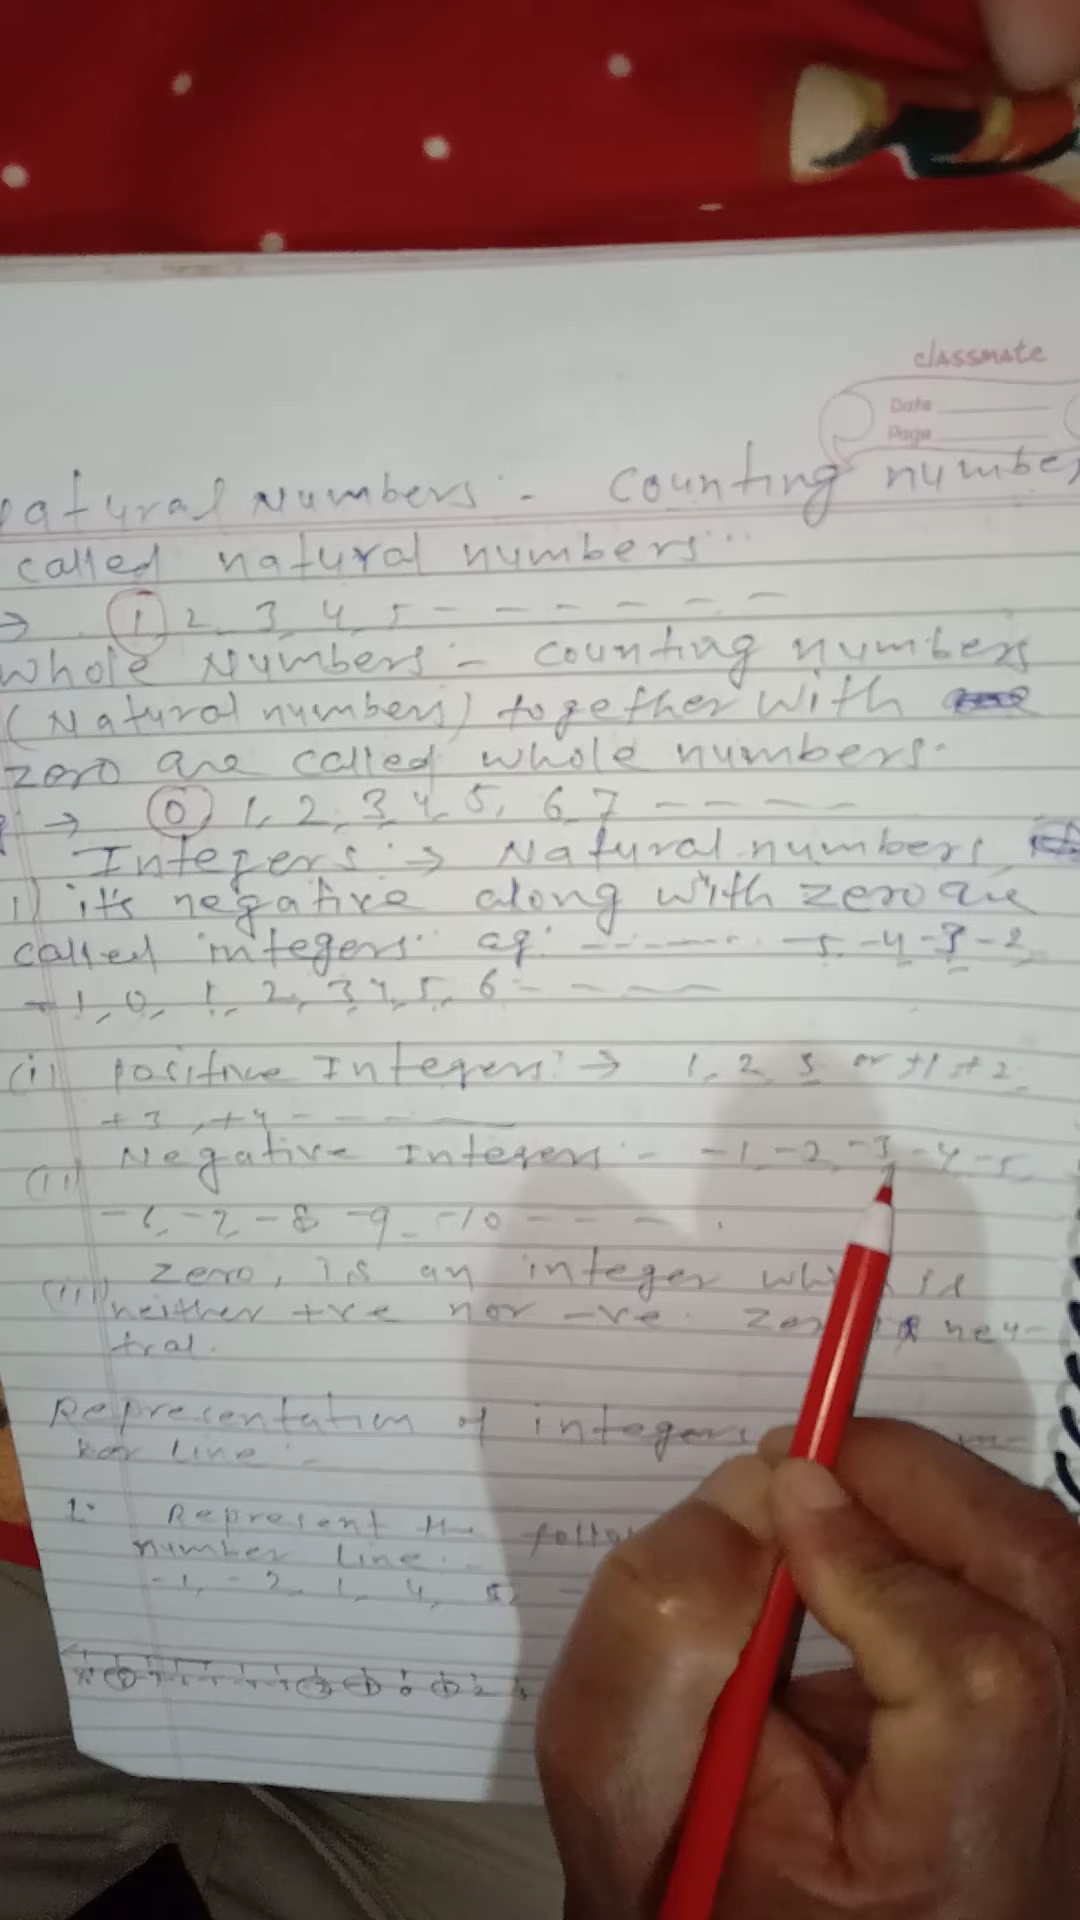 classmate
Date
Page
Natural Numbers:- Counting number
called natural numbers
→ 1, 2, 3, 4, 5 - - - - - -
Whole Numbers:- Counting numbers
(Natural numbers) together with
zero are called whole numbers.
→ 0, 1, 2, 3, 4, 5, 6, 7 - - - -
Integers:→ Natural numbers,
it's negative along with zero are
called integers. eg:- ------- -5 -4 -3 -2,
-1, 0, 1, 2, 3, 4, 5, 6 - - - -
(i) Positive Integers:→ 1, 2, 3 or +1, +2,
+3, +4 - - - -
(ii) Negative Integers:- -1, -2, -3, -4, -5,
-6, -7, -8 -9, -10 - - -
(iii) Zero, is an integer which is
neither +ve nor -ve. Zero is neu-
tral.
Representation of integers
ber line:-
1. Represent the
number line.-
-1, -2, 1, 4, 5,